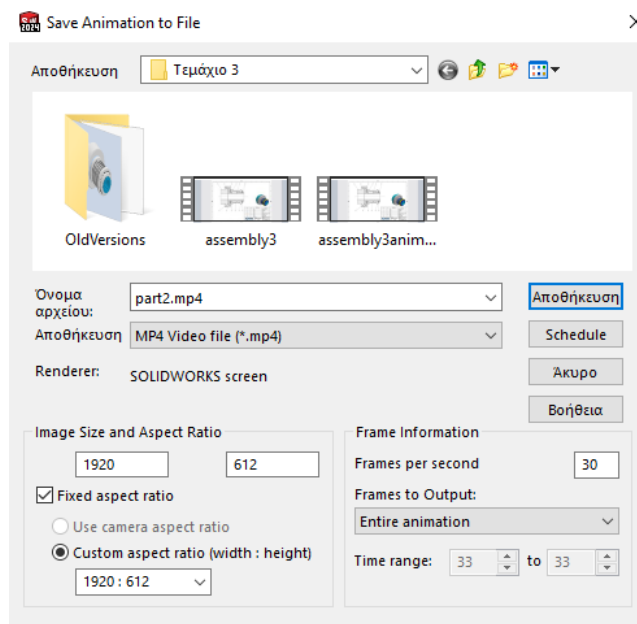 Save Animation to File
Αποθήκευση
Τεμάχιο 3
OldVersions
assembly3
assembly3anim...
Όνομα αρχείου:
part2.mp4
Αποθήκευση
Αποθήκευση
MP4 Video file (*.mp4)
Schedule
Renderer:
SOLIDWORKS screen
Άκυρο
Βοήθεια
Image Size and Aspect Ratio
1920
612
Fixed aspect ratio
Use camera aspect ratio
Custom aspect ratio (width : height)
1920 : 612
Frame Information
Frames per second
30
Frames to Output:
Entire animation
Time range:
33
to
33